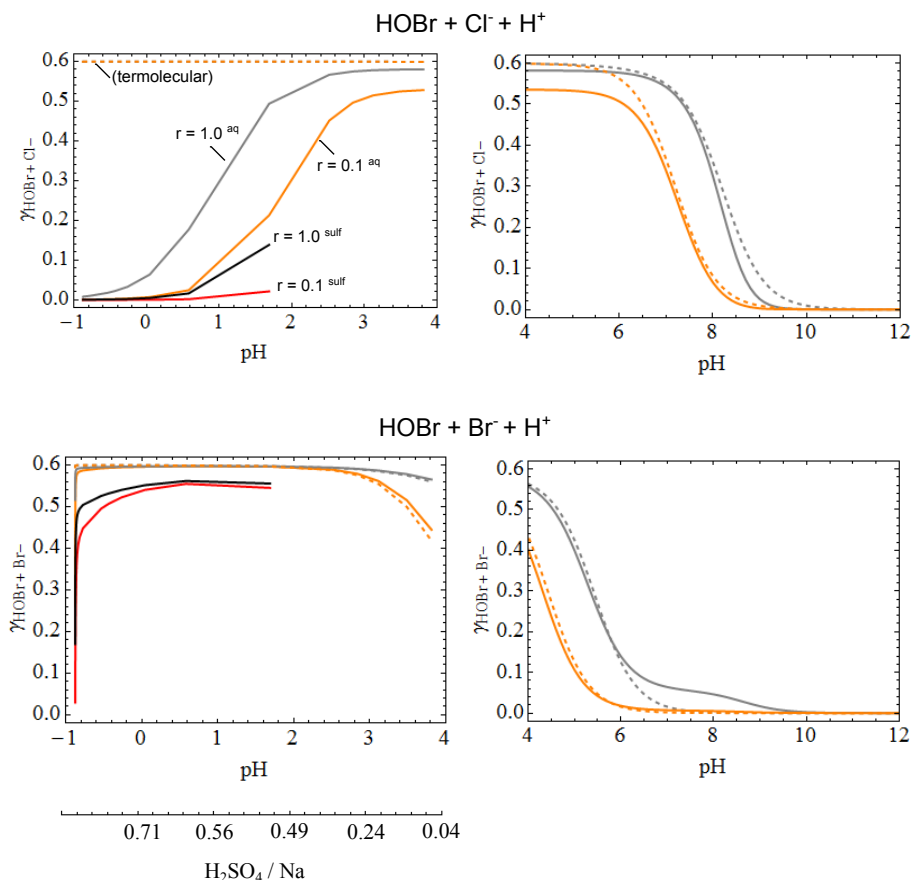 HOBr + Cl⁻ + H⁺
0.6
0.5
0.4
0.3
0.2
0.1
0.0
γHOBr+ Cl−
(termolecular)
r = 1.0 aq
r = 0.1 aq
r = 1.0 sulf
r = 0.1 sulf
−1 0 1 2 3 4
pH
0.6
0.5
0.4
0.3
0.2
0.1
0.0
γHOBr+ Cl−
4 6 8 10 12
pH
HOBr + Br⁻ + H⁺
0.6
0.5
0.4
0.3
0.2
0.1
0.0
γHOBr+ Br−
−1 0 1 2 3 4
pH
0.6
0.5
0.4
0.3
0.2
0.1
0.0
γHOBr+ Br−
4 6 8 10 12
pH
0.71 0.56 0.49 0.24 0.04
H₂SO₄ / Na